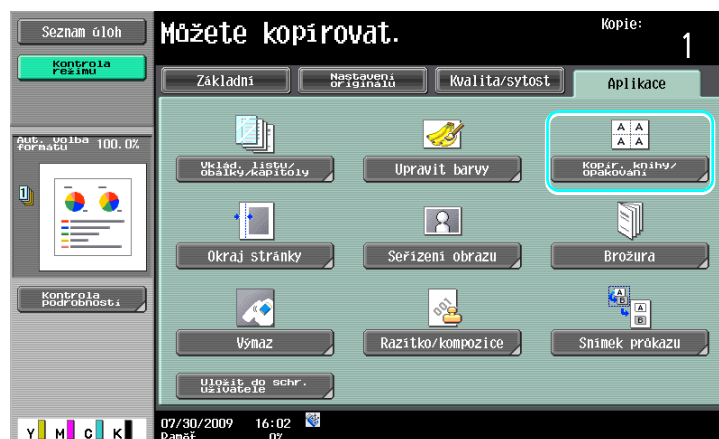 Seznam úloh
Můžete kopírovat.
Kopie:
1
Kontrola
režimu
Základní
Nastavení
originálu
Kvalita/sytost
Aplikace
Aut. volba
formátu
100.0%
1
Vklád. listu/
obálky/kapitoly
Upravit barvy
A A
A A
Kopír. knihy/
opakování
Okraj stránky
Seřízení obrazu
Brožura
Kontrola
podrobností
001
A
B
A
B
Výmaz
Razítko/kompozice
Snímek průkazu
Uložit do schr.
uživatele
Y M C K
07/30/2009 16:02
Paměť 0%